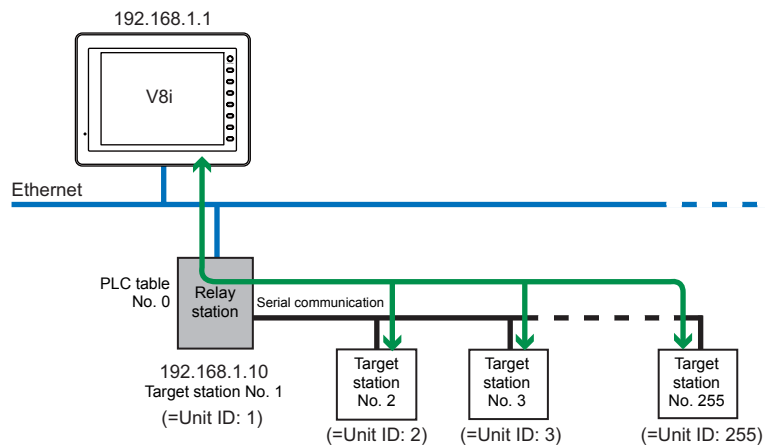 192.168.1.1
V8i
Ethernet
PLC table
No. 0
Relay
station
Serial communication
192.168.1.10
Target station No. 1
(=Unit ID: 1)
Target
station
No. 2
(=Unit ID: 2)
Target
station
No. 3
(=Unit ID: 3)
Target
station
No. 255
(=Unit ID: 255)